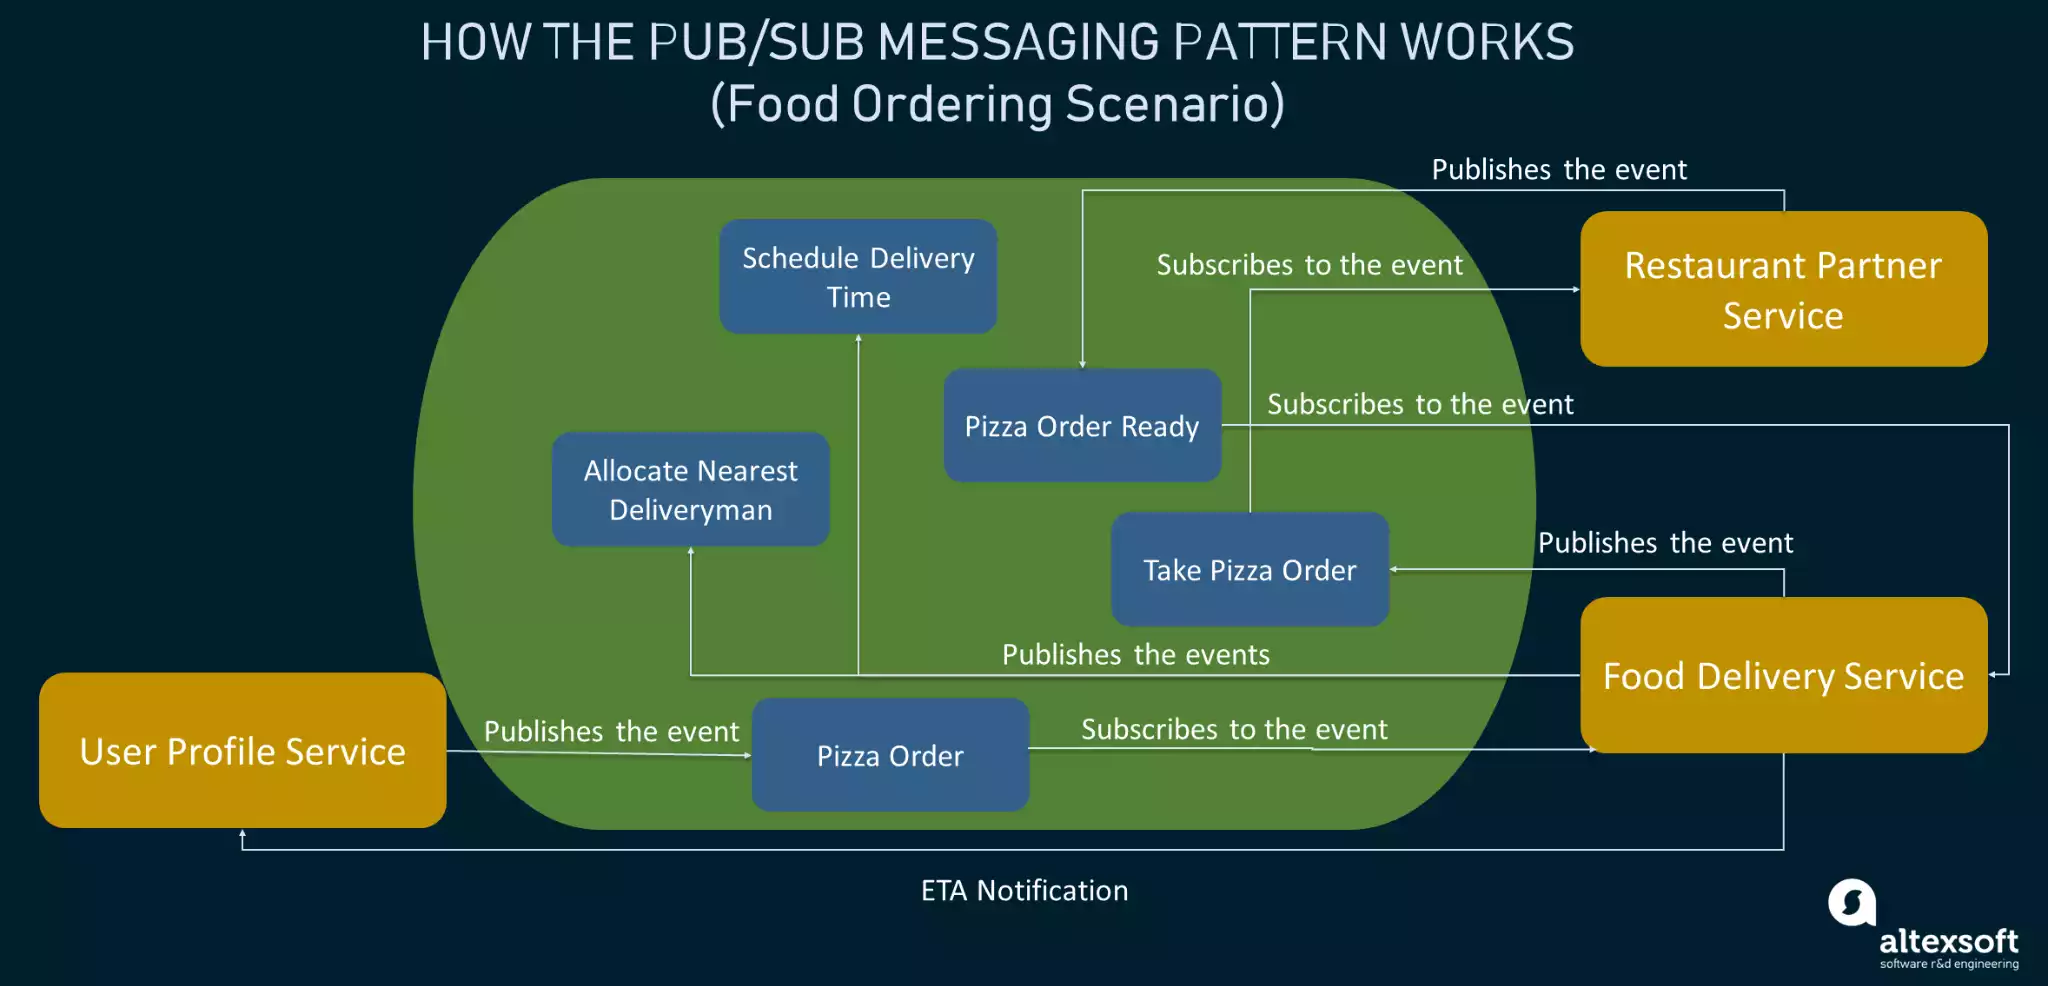 HOW THE PUB/SUB MESSAGING PATTERN WORKS
(Food Ordering Scenario)
Publishes the event
Schedule Delivery
Time
Subscribes to the event
Restaurant Partner
Service
Pizza Order Ready
Subscribes to the event
Allocate Nearest
Deliveryman
Take Pizza Order
Publishes the event
Publishes the events
Food Delivery Service
User Profile Service
Publishes the event
Pizza Order
Subscribes to the event
ETA Notification
altexsoft
software r&d engineering